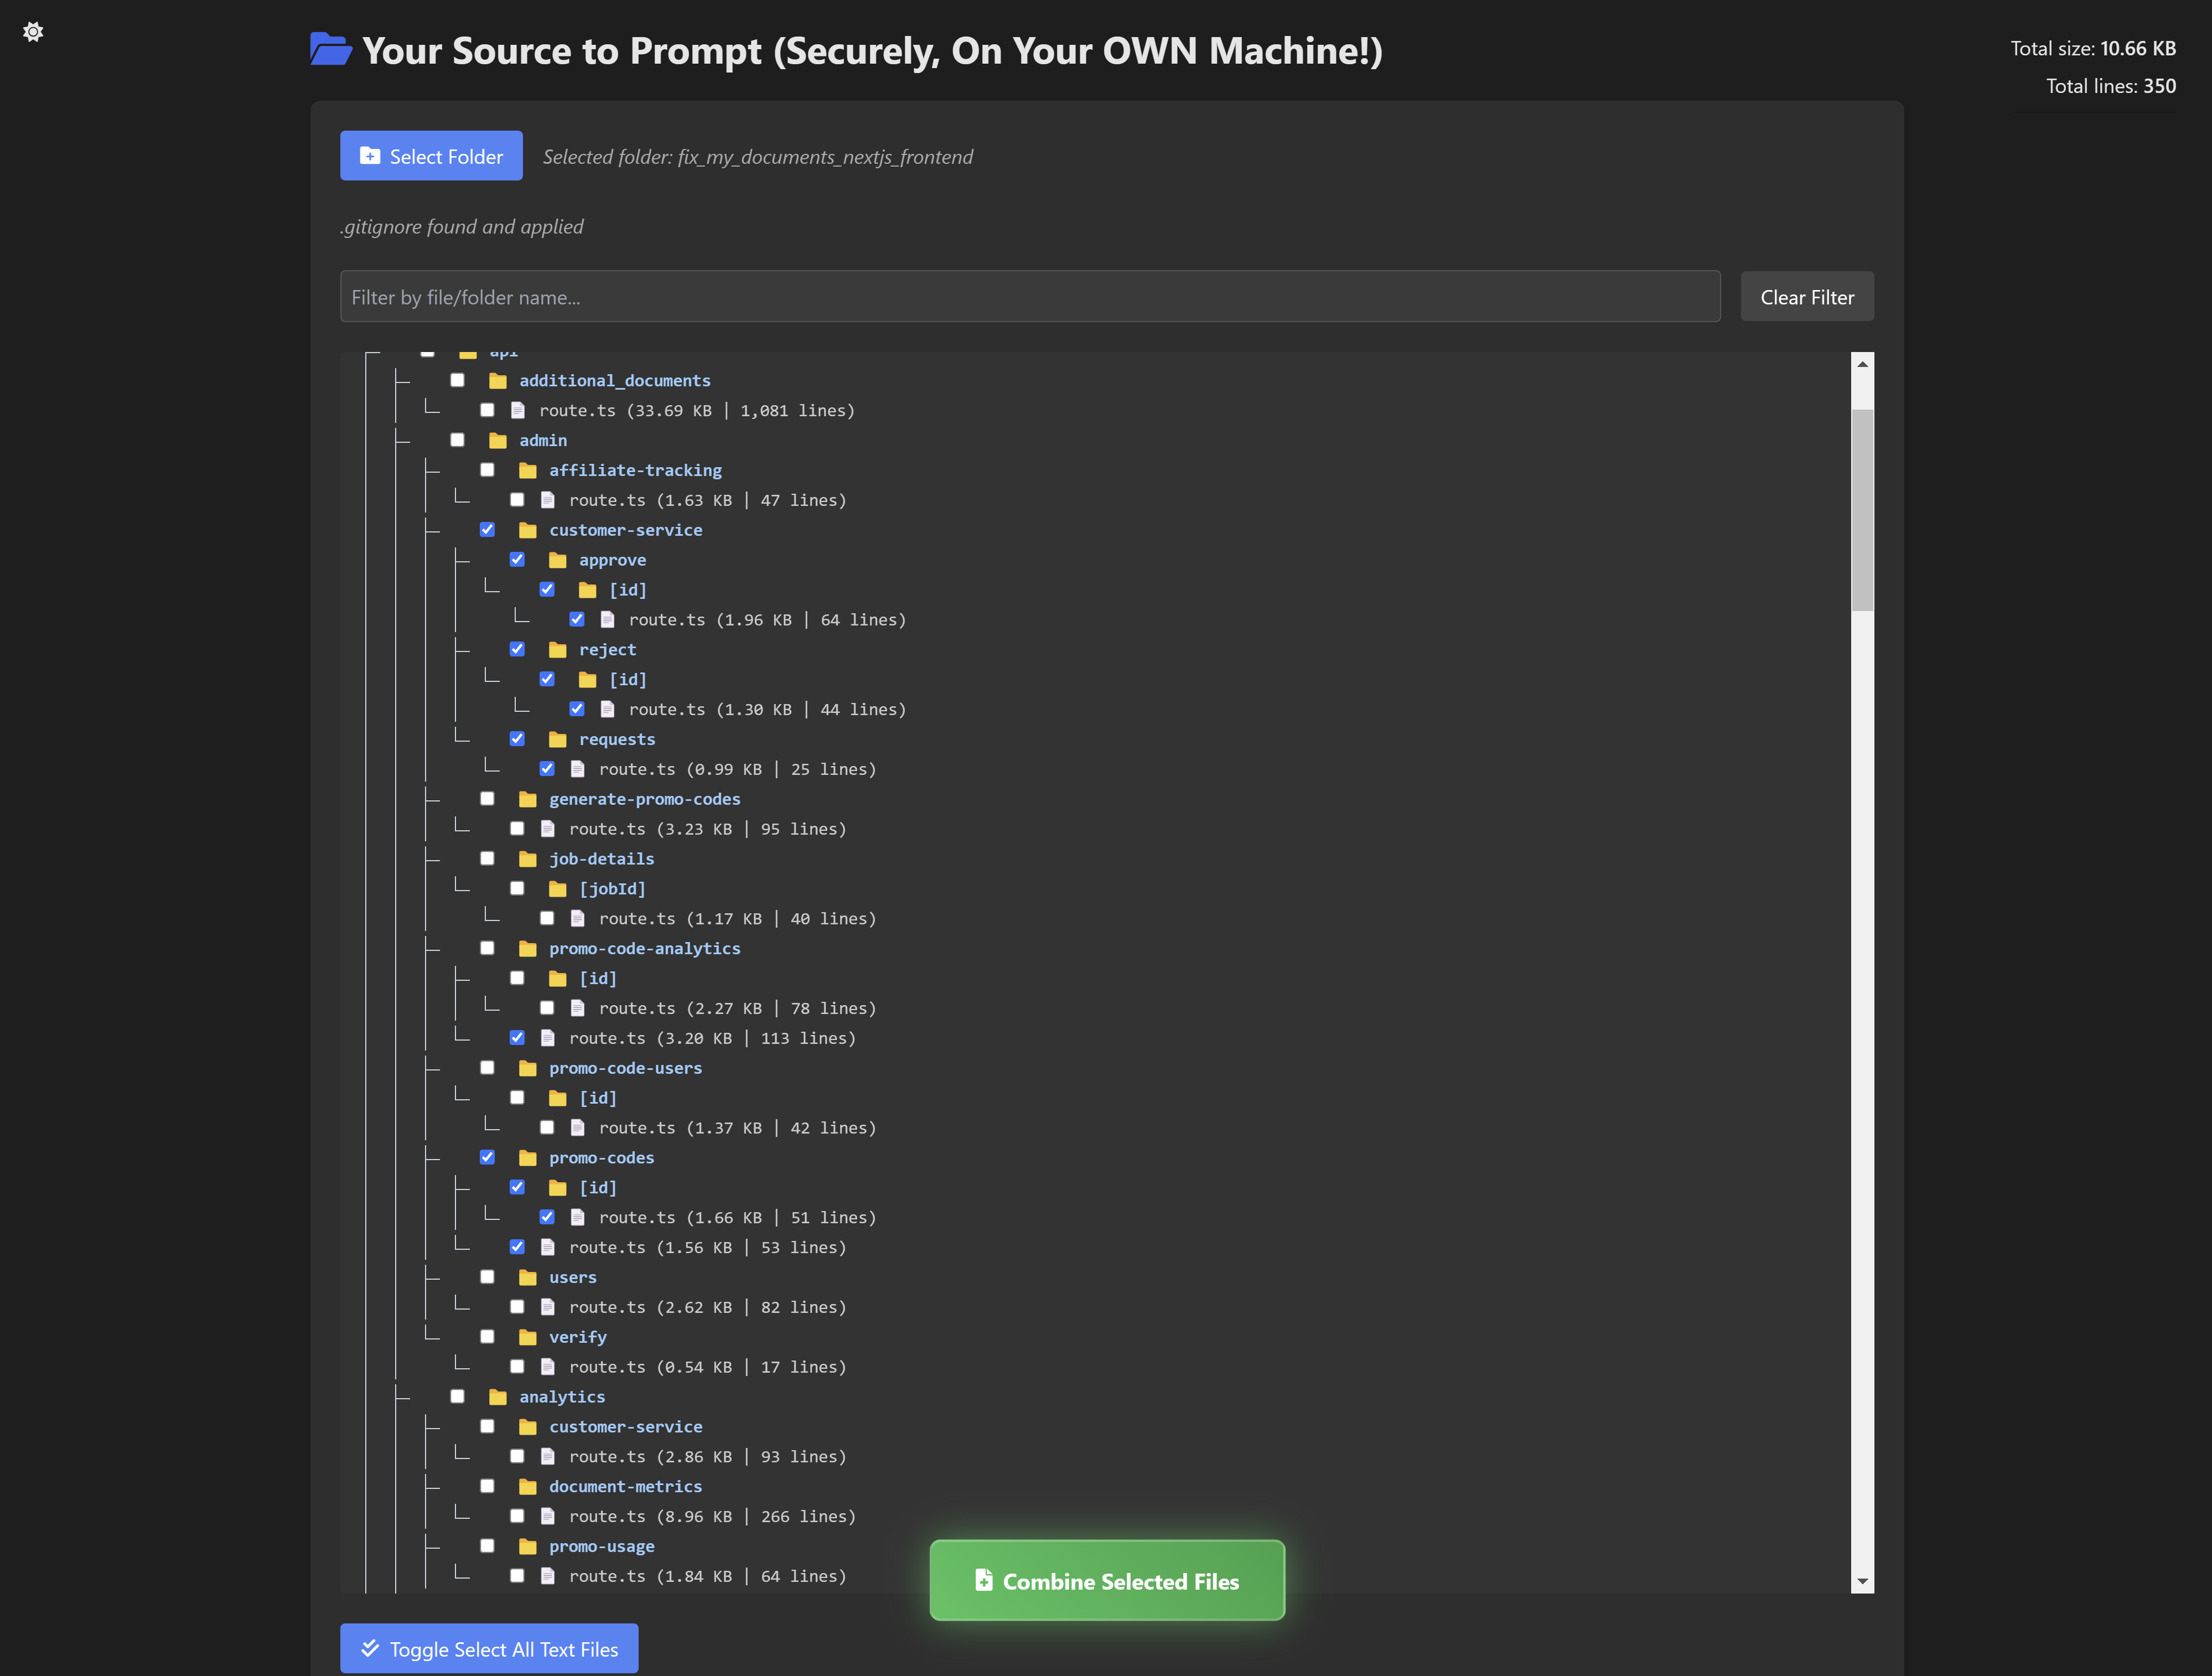 Your Source to Prompt (Securely, On Your OWN Machine!)
Total size: 10.66 KB
Total lines: 350
Select Folder Selected folder: fix_my_documents_nextjs_frontend
.gitignore found and applied
Filter by file/folder name... Clear Filter
api
additional_documents
route.ts (33.69 KB | 1,081 lines)
admin
affiliate-tracking
route.ts (1.63 KB | 47 lines)
customer-service
approve
[id]
route.ts (1.96 KB | 64 lines)
reject
[id]
route.ts (1.30 KB | 44 lines)
requests
route.ts (0.99 KB | 25 lines)
generate-promo-codes
route.ts (3.23 KB | 95 lines)
job-details
[jobId]
route.ts (1.17 KB | 40 lines)
promo-code-analytics
[id]
route.ts (2.27 KB | 78 lines)
route.ts (3.20 KB | 113 lines)
promo-code-users
[id]
route.ts (1.37 KB | 42 lines)
promo-codes
[id]
route.ts (1.66 KB | 51 lines)
route.ts (1.56 KB | 53 lines)
users
route.ts (2.62 KB | 82 lines)
verify
route.ts (0.54 KB | 17 lines)
analytics
customer-service
route.ts (2.86 KB | 93 lines)
document-metrics
route.ts (8.96 KB | 266 lines)
promo-usage
route.ts (1.84 KB | 64 lines)
Combine Selected Files
Toggle Select All Text Files